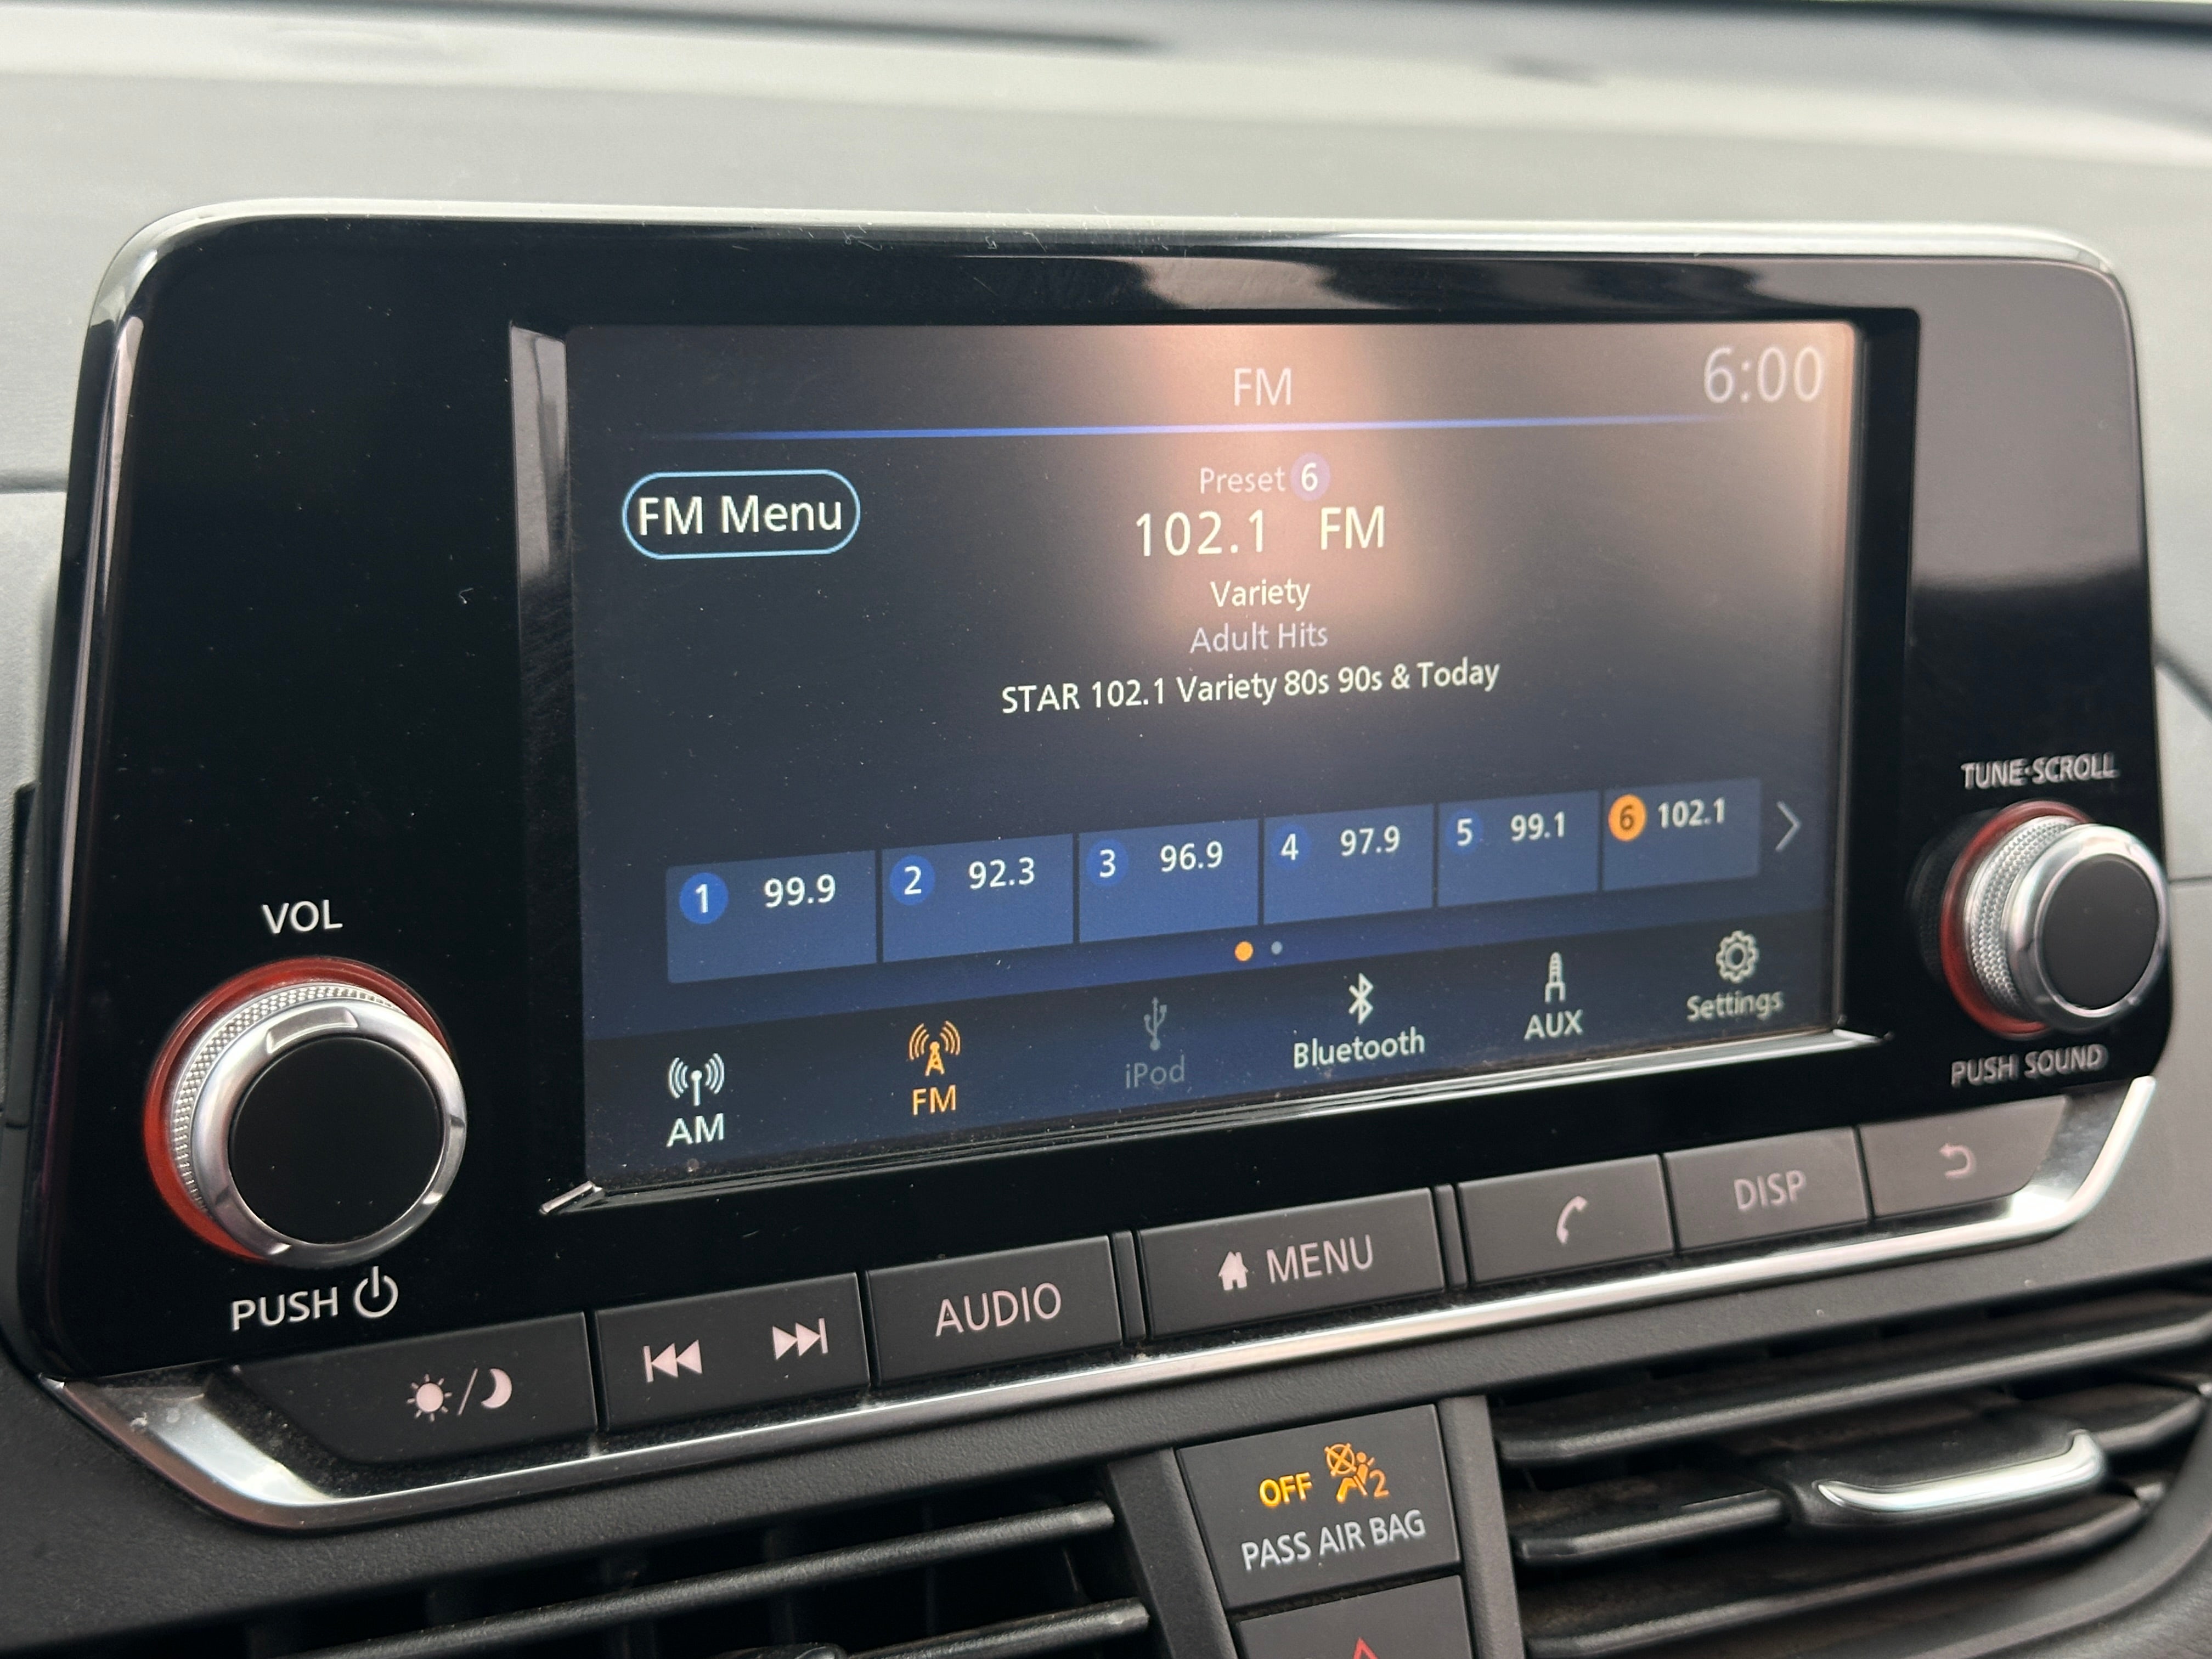 FM
6:00
FM Menu
Preset 6
102.1 FM
Variety
Adult Hits
STAR 102.1 Variety 80s 90s & Today
1 99.9
2 92.3
3 96.9
4 97.9
5 99.1
6 102.1
AM
FM
iPod
Bluetooth
AUX
Settings
VOL
PUSH
TUNE·SCROLL
PUSH SOUND
AUDIO
MENU
DISP
OFF 2
PASS AIR BAG